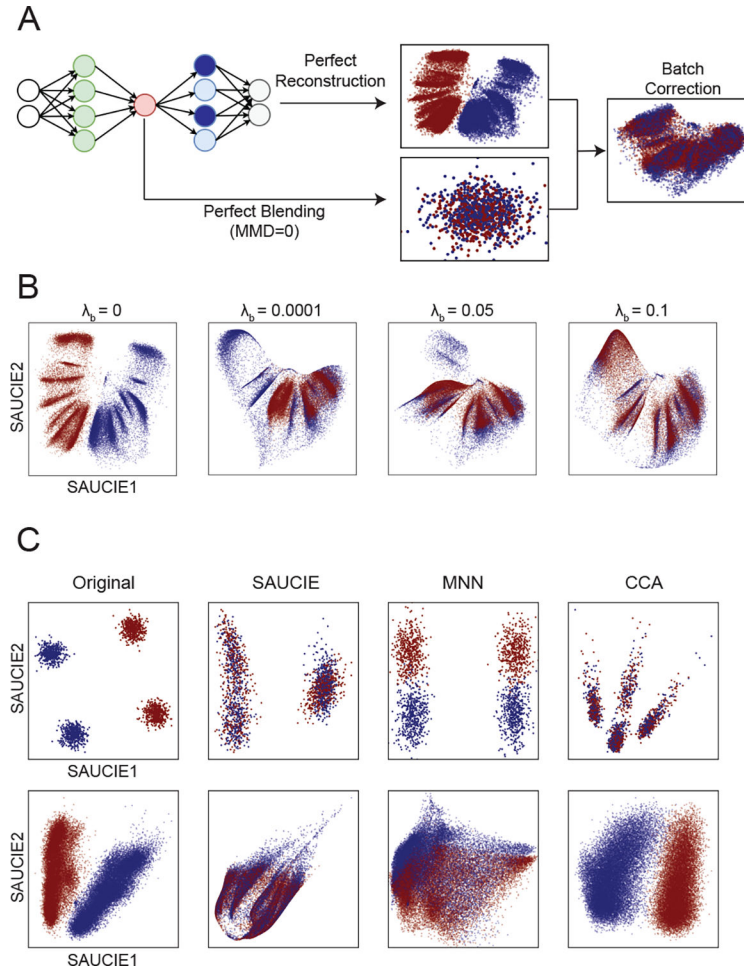 A
Perfect
Reconstruction
Batch
Correction
Perfect Blending
(MMD=0)
B
λb = 0
λb = 0.0001
λb = 0.05
λb = 0.1
SAUCIE2
SAUCIE1
C
Original
SAUCIE
MNN
CCA
SAUCIE2
SAUCIE1
SAUCIE2
SAUCIE1